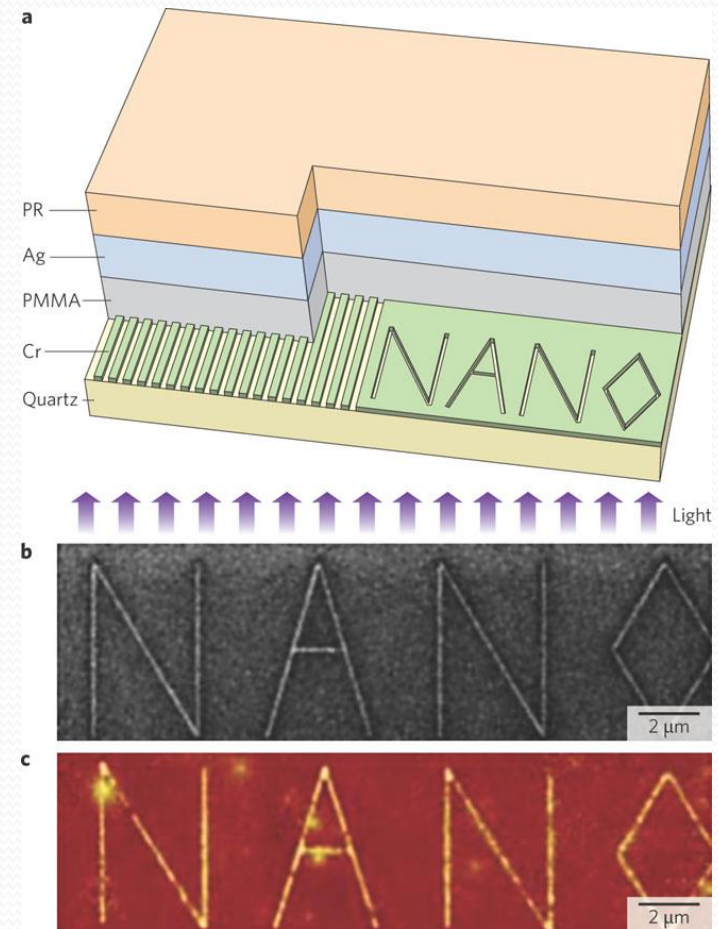 a
PR
Ag
PMMA
Cr
Quartz
NANO
Light
b
NANO
2 μm
c
NANO
2 μm